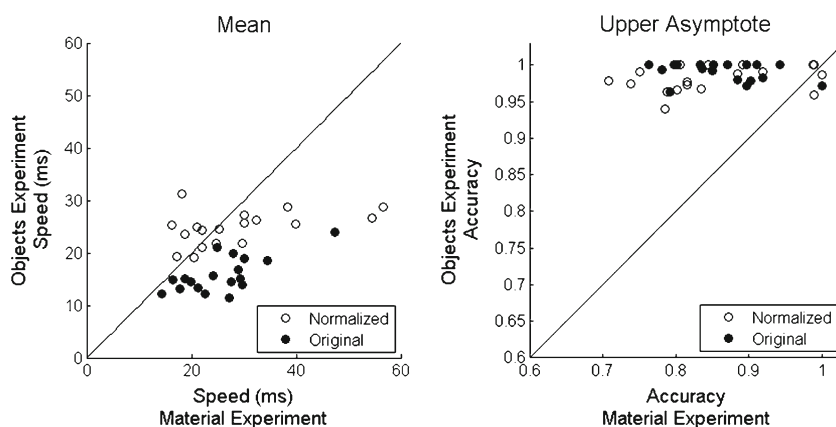 Mean
60
50
40
30
20
10
0
0 20 40 60
Objects Experiment
Speed (ms)
Normalized
Original
Speed (ms)
Material Experiment
Upper Asymptote
1
0.95
0.9
0.85
0.8
0.75
0.7
0.65
0.6
0.6 0.7 0.8 0.9 1
Objects Experiment
Accuracy
Normalized
Original
Accuracy
Material Experiment